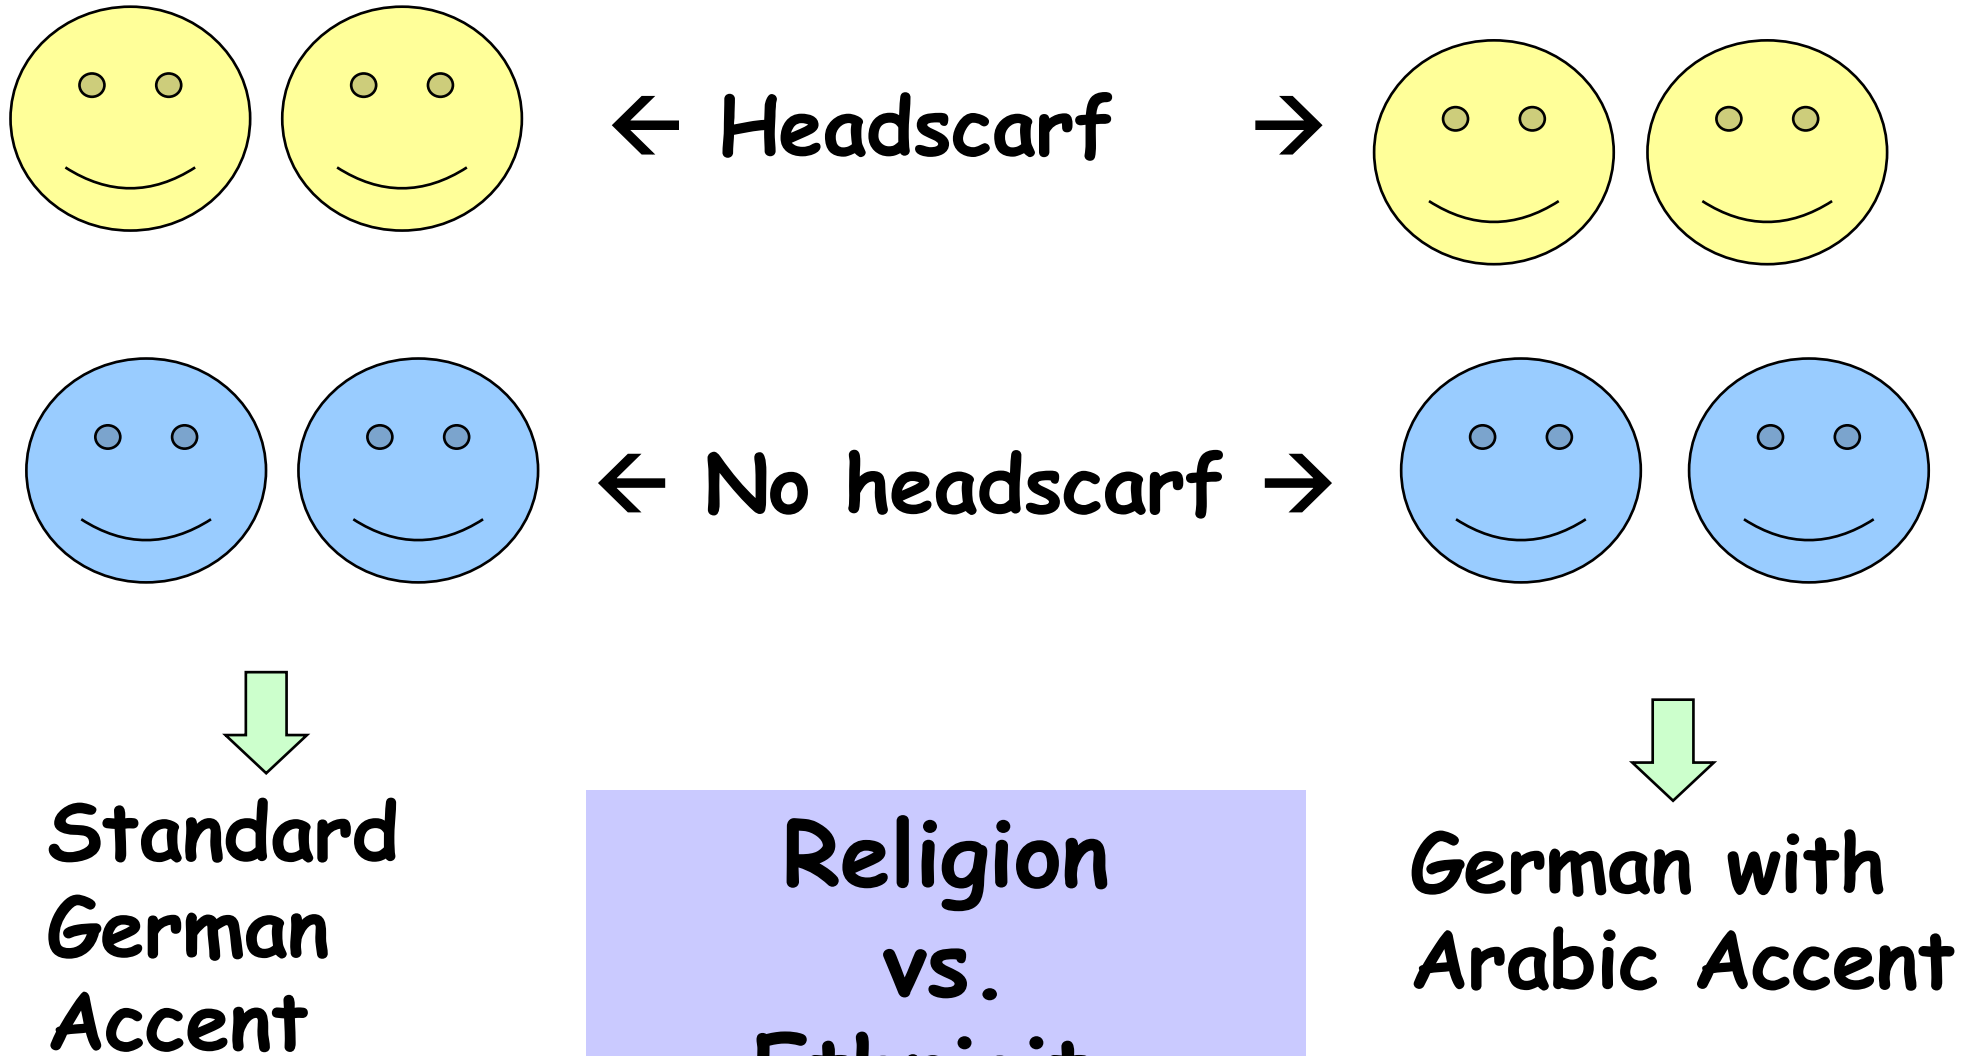 ← Headscarf →
← No headscarf →
Standard
German
Accent
Religion
vs.
German with
Arabic Accent